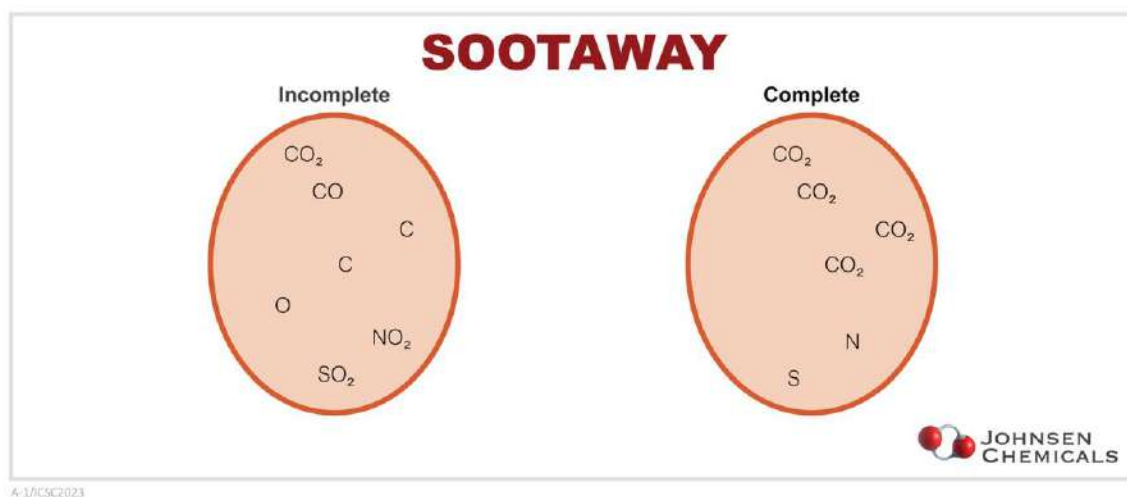 SOOTAWAY
Incomplete
CO₂
CO
C
C
O
NO₂
SO₂
Complete
CO₂
CO₂
CO₂
CO₂
N
S
JOHNSEN
CHEMICALS
A-1/ICSC2023